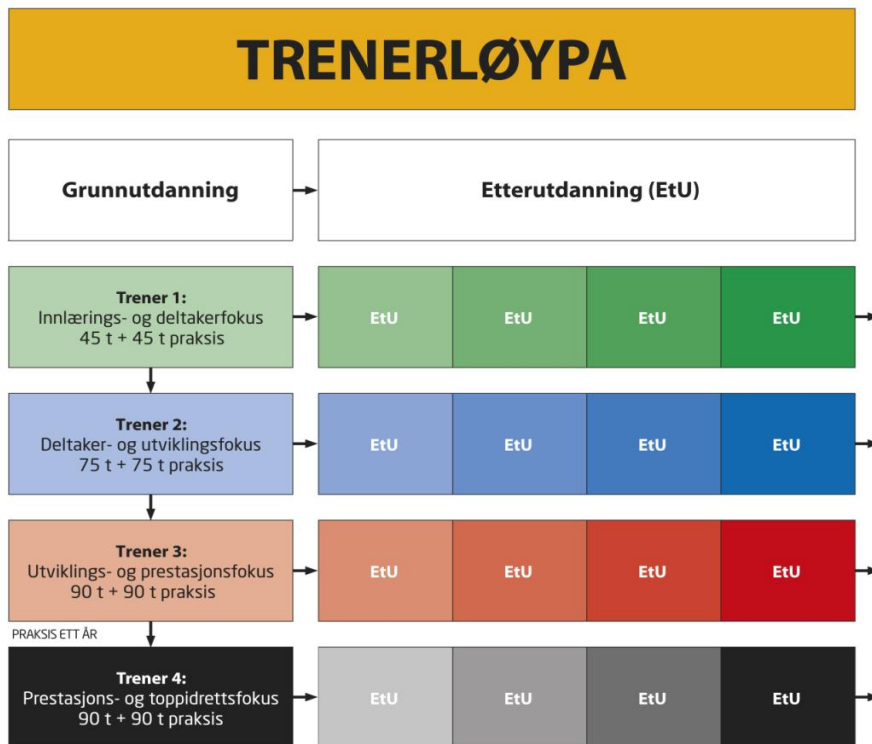 TRENERLØYPA
Grunnutdanning
Etterutdanning (EtU)
Trener 1:
Innlærings- og deltakerfokus
45 t + 45 t praksis
EtU
EtU
EtU
EtU
Trener 2:
Deltaker- og utviklingsfokus
75 t + 75 t praksis
EtU
EtU
EtU
EtU
Trener 3:
Utviklings- og prestasjonsfokus
90 t + 90 t praksis
EtU
EtU
EtU
EtU
PRAKSIS ETT ÅR
Trener 4:
Prestasjons- og toppidrettsfokus
90 t + 90 t praksis
EtU
EtU
EtU
EtU